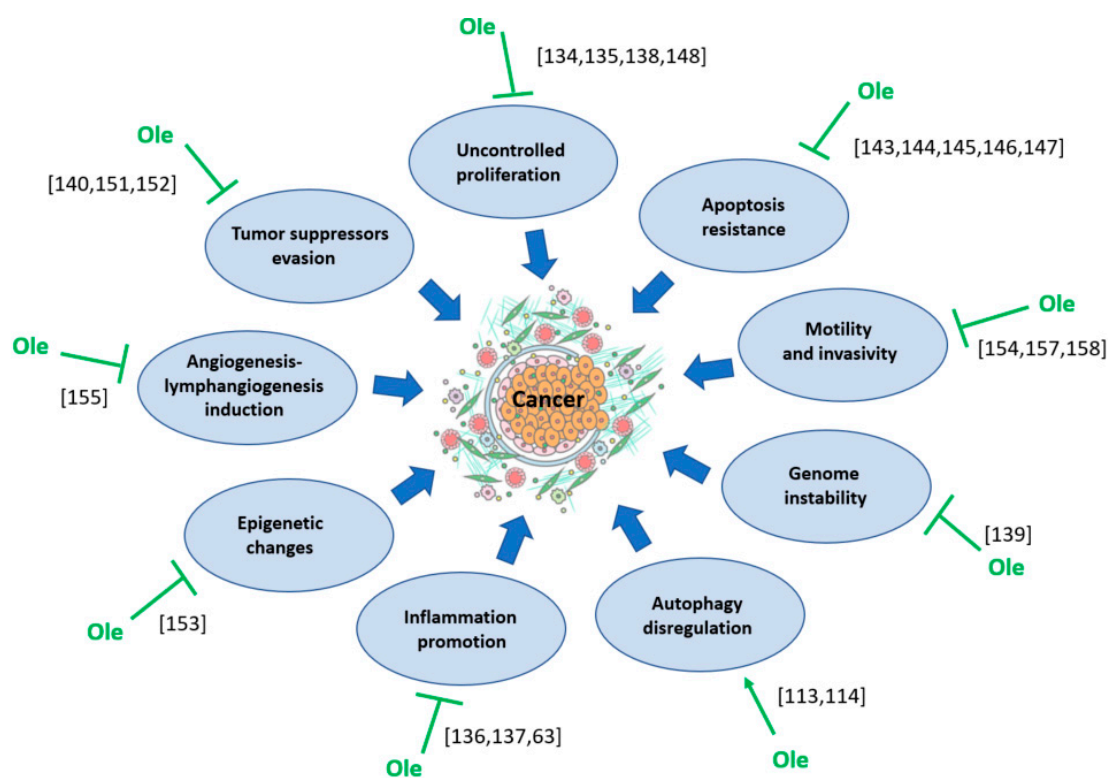 Ole
[134,135,138,148]
Uncontrolled
proliferation
Ole
[143,144,145,146,147]
Apoptosis
resistance
Ole
[140,151,152]
Tumor suppressors
evasion
Ole
[154,157,158]
Motility
and invasivity
Ole
[155]
Angiogenesis-
lymphangiogenesis
induction
Cancer
Genome
instability
[139]
Ole
Epigenetic
changes
Ole
[153]
Inflammation
promotion
[136,137,63]
Ole
Autophagy
disregulation
[113,114]
Ole